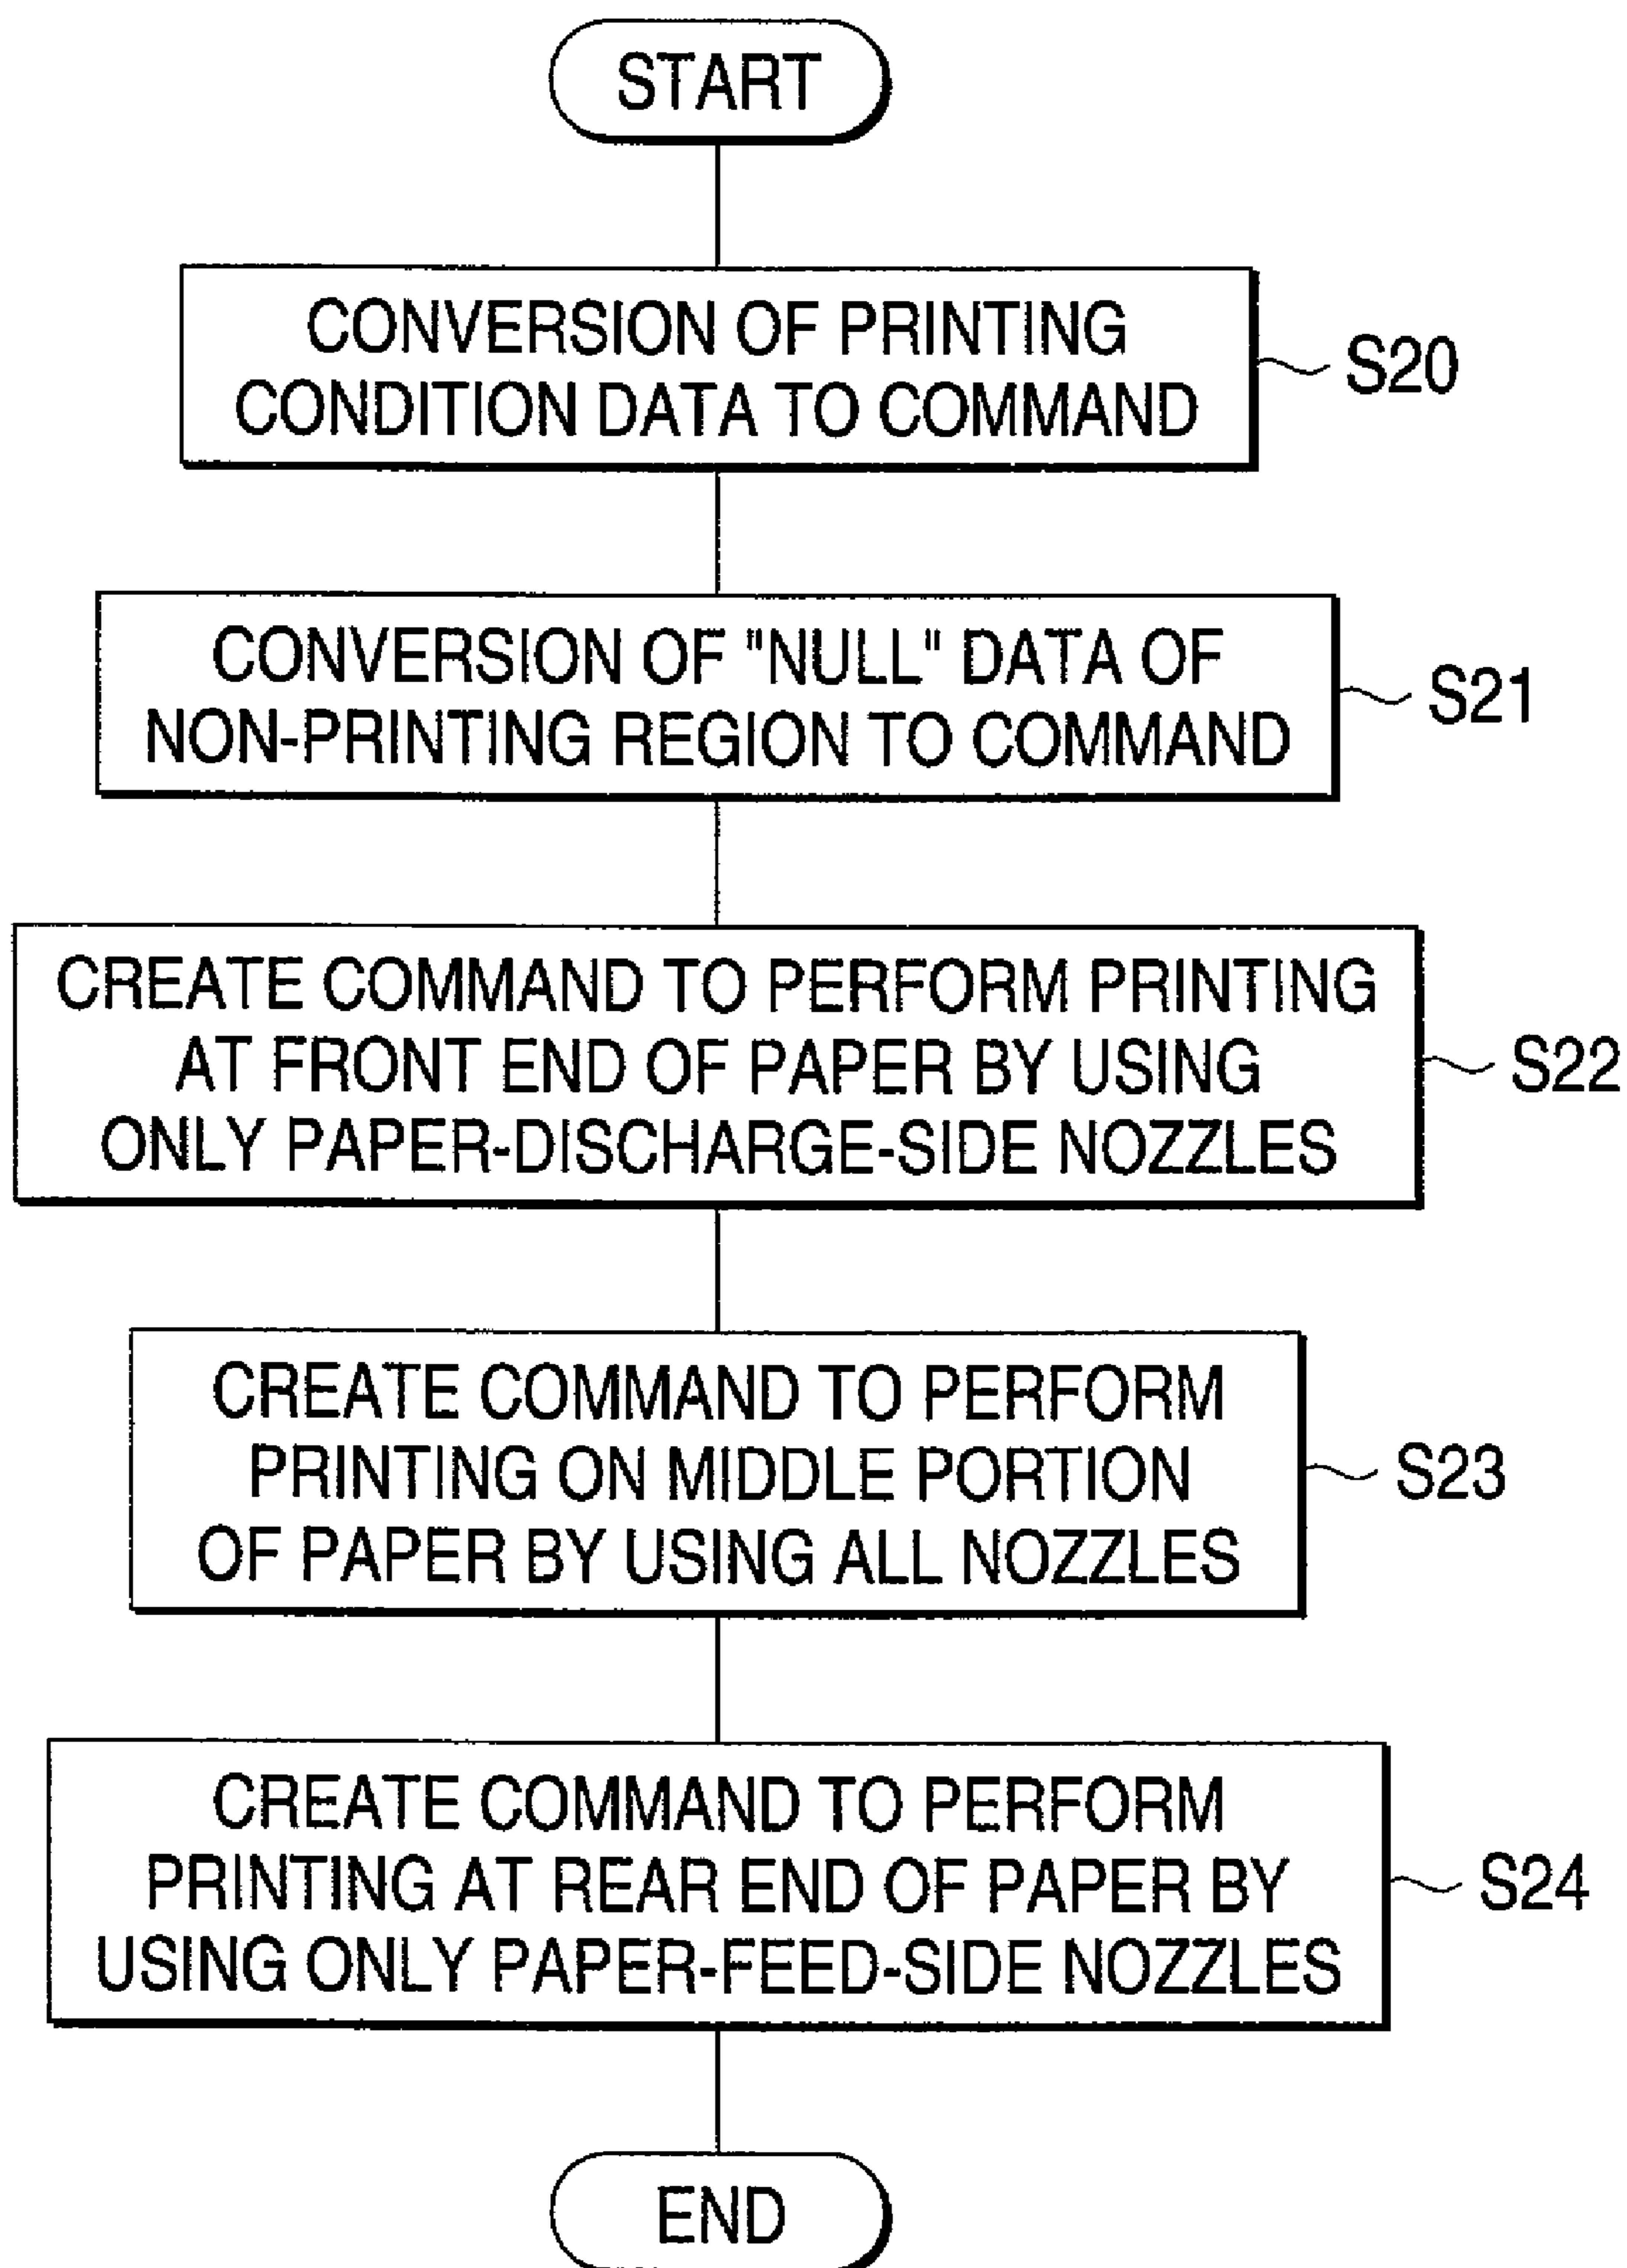 START
CONVERSION OF PRINTING
CONDITION DATA TO COMMAND
S20
CONVERSION OF "NULL" DATA OF
NON-PRINTING REGION TO COMMAND
S21
CREATE COMMAND TO PERFORM PRINTING
AT FRONT END OF PAPER BY USING
ONLY PAPER-DISCHARGE-SIDE NOZZLES
S22
CREATE COMMAND TO PERFORM
PRINTING ON MIDDLE PORTION
OF PAPER BY USING ALL NOZZLES
S23
CREATE COMMAND TO PERFORM
PRINTING AT REAR END OF PAPER BY
USING ONLY PAPER-FEED-SIDE NOZZLES
S24
END